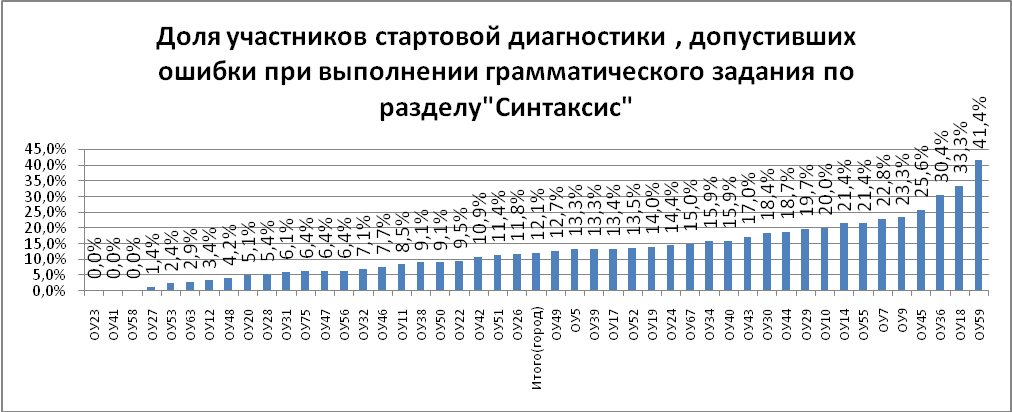 Доля участников стартовой диагностики , допустивших
ошибки при выполнении грамматического задания по
разделу"Синтаксис"
45,0%
40,0%
35,0%
30,0%
25,0%
20,0%
15,0%
10,0%
5,0%
0,0%
0,0% 0,0% 0,0% 1,4% 2,4% 2,9% 3,4% 4,2% 5,1% 5,4% 6,1% 6,4% 6,4% 6,4% 7,1% 7,7% 8,5% 9,1% 9,1% 9,5% 10,9% 11,4% 11,8% 12,1% 12,7% 13,3% 13,3% 13,4% 13,5% 14,0% 14,4% 15,0% 15,9% 15,9% 17,0% 18,4% 18,7% 19,7% 20,0% 21,4% 21,4% 22,8% 23,3% 25,6% 30,4% 33,3% 41,4%
ОУ23 ОУ41 ОУ58 ОУ27 ОУ53 ОУ63 ОУ12 ОУ48 ОУ20 ОУ28 ОУ31 ОУ75 ОУ47 ОУ56 ОУ32 ОУ46 ОУ11 ОУ38 ОУ50 ОУ22 ОУ42 ОУ51 ОУ26 Итого(город) ОУ49 ОУ5 ОУ39 ОУ17 ОУ52 ОУ19 ОУ24 ОУ67 ОУ34 ОУ40 ОУ43 ОУ30 ОУ44 ОУ29 ОУ10 ОУ14 ОУ55 ОУ7 ОУ9 ОУ45 ОУ36 ОУ18 ОУ59